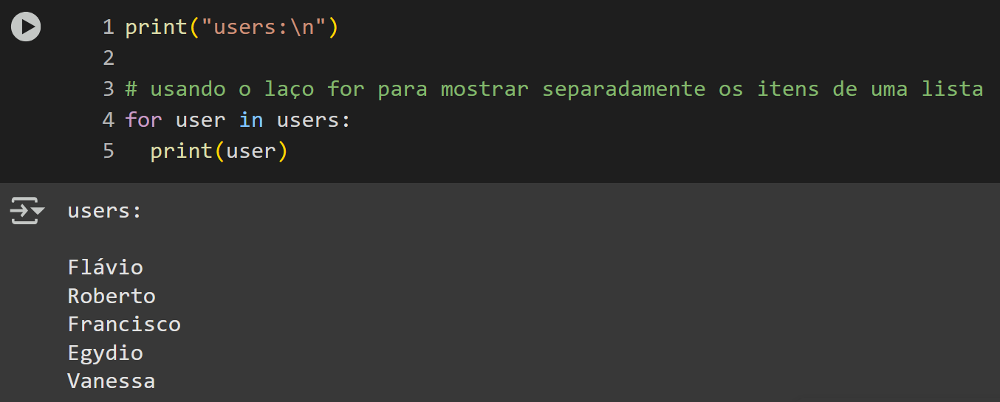 1 print("users:\n")
2
3 # usando o laço for para mostrar separadamente os itens de uma lista
4 for user in users:
5   print(user)
users:
Flávio
Roberto
Francisco
Egydio
Vanessa